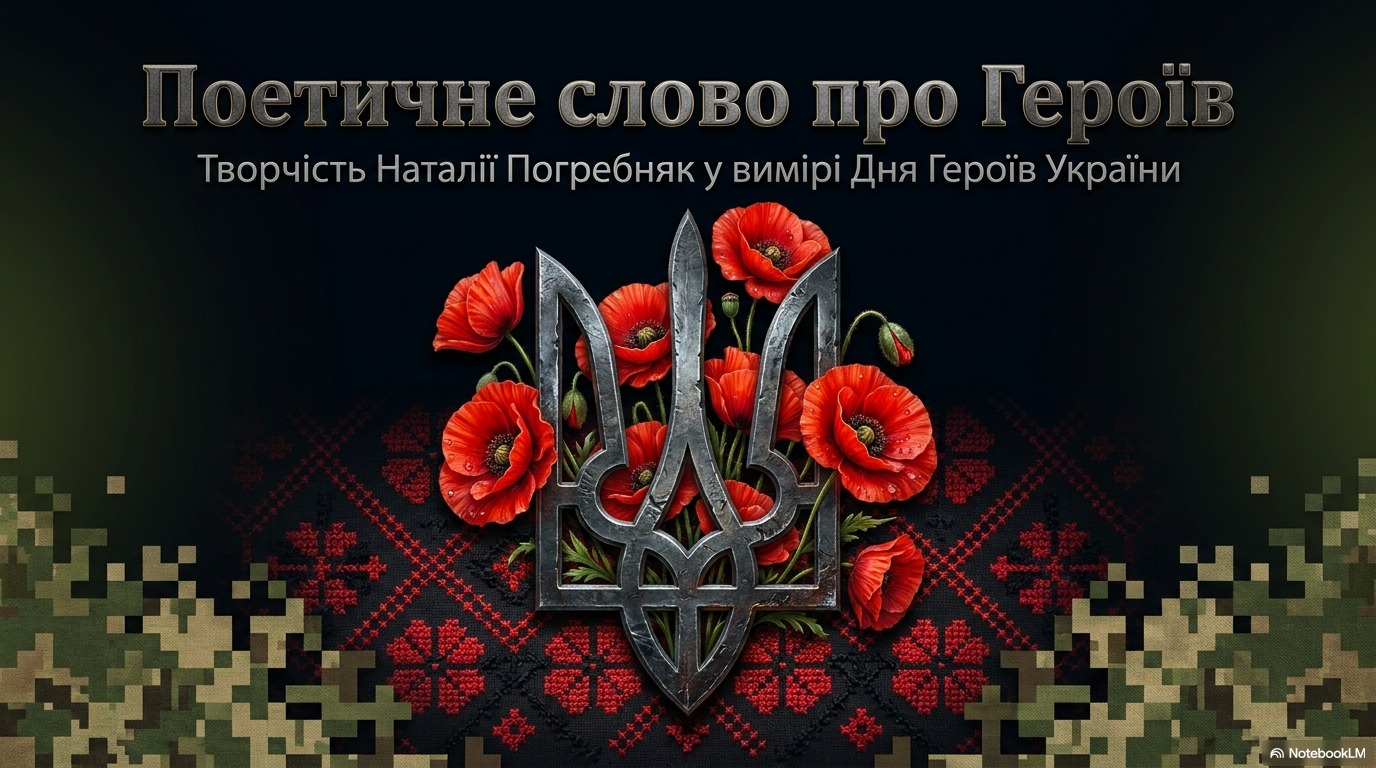 Поетичне слово про Героїв
Творчість Наталії Погребняк у вимірі Дня Героїв України
NotebookLM